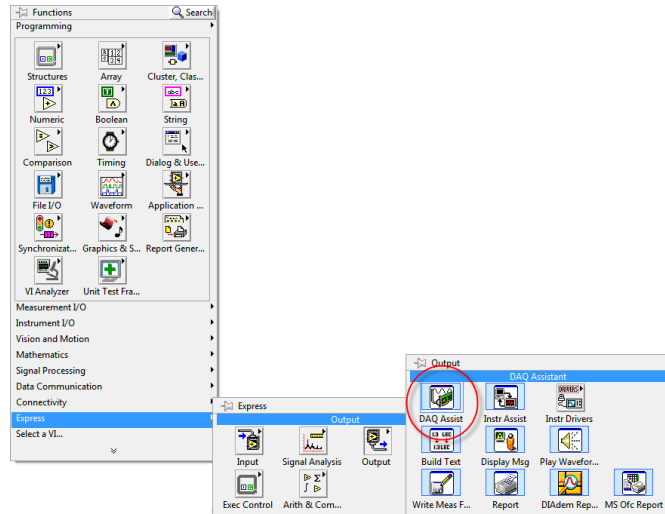 Functions Search
Programming
Structures Array Cluster, Clas...
Numeric Boolean String
Comparison Timing Dialog & Use...
File I/O Waveform Application ...
Synchronizat... Graphics & S... Report Gener...
VI Analyzer Unit Test Fra...
Measurement I/O
Instrument I/O
Vision and Motion
Mathematics
Signal Processing
Data Communication
Connectivity
Express
Select a VI...
Express
Output
Input Signal Analysis Output
Exec Control Arith & Com...
Output
DAQ Assistant
DAQ Assist Instr Assist Instr Drivers
Build Text Display Msg Play Wavefor...
Write Meas F... Report DIAdem Rep... MS Ofc Report